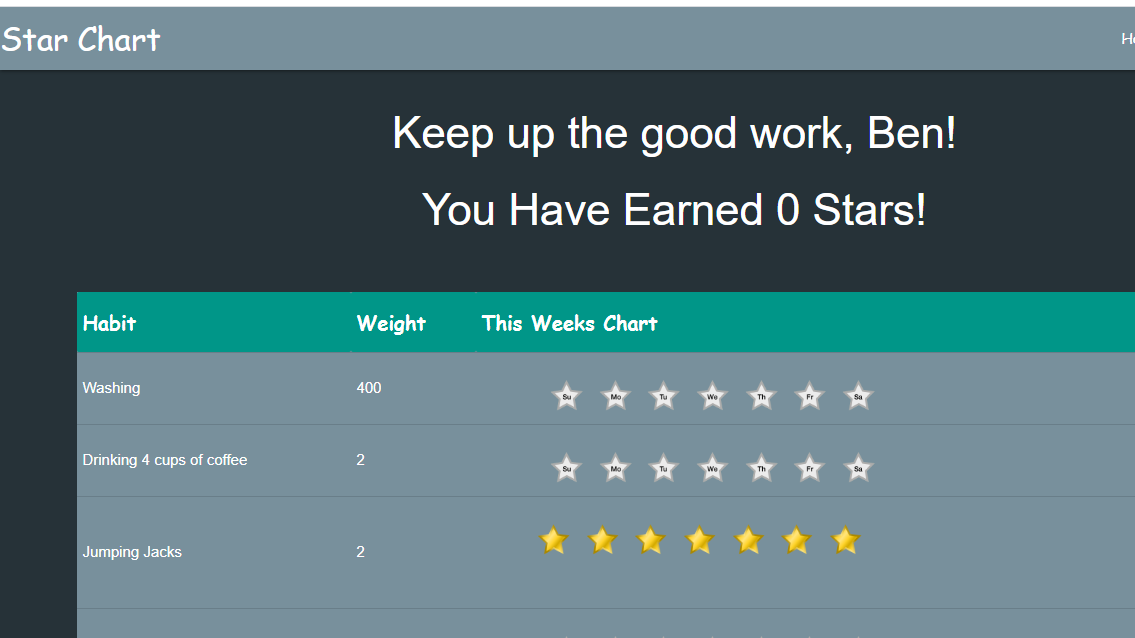 Star Chart
Keep up the good work, Ben!
You Have Earned 0 Stars!
Habit Weight This Weeks Chart
Washing 400 Su Mo Tu We Th Fr Sa
Drinking 4 cups of coffee 2 Su Mo Tu We Th Fr Sa
Jumping Jacks 2